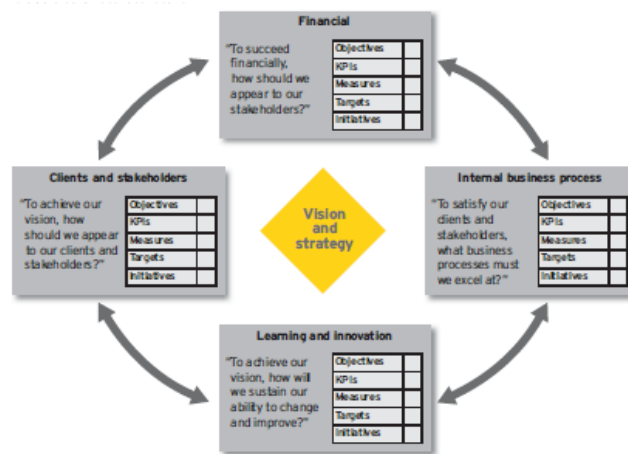 Financial
"To succeed
financially,
how should we
appear to our
stakeholders?"
Objectives
KPIs
Measures
Targets
Initiatives
Clients and stakeholders
"To achieve our
vision, how
should we appear
to our clients and
stakeholders?"
Objectives
KPIs
Measures
Targets
Initiatives
Vision
and
strategy
Internal business process
"To satisfy our
clients and
stakeholders,
what business
processes must
we excel at?"
Objectives
KPIs
Measures
Targets
Initiatives
Learning and innovation
"To achieve our
vision, how will
we sustain our
ability to change
and improve?"
Objectives
KPIs
Measures
Targets
Initiatives